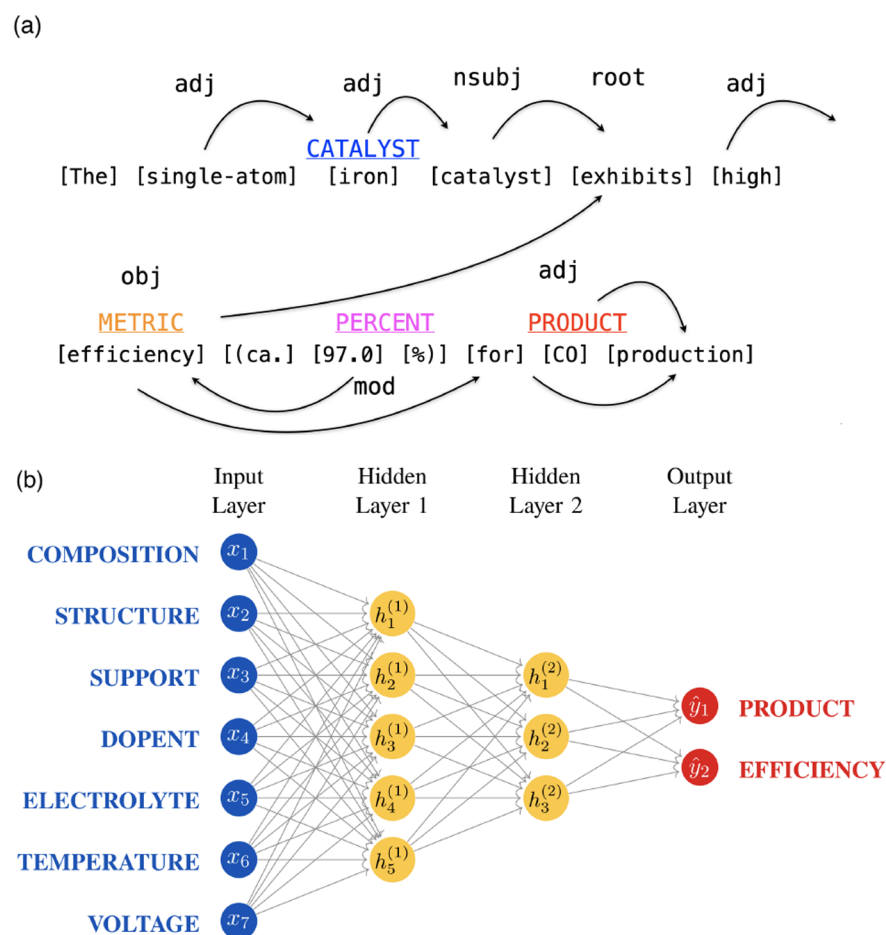 (a)
adj adj nsubj root adj
CATALYST
[The] [single-atom] [iron] [catalyst] [exhibits] [high]
obj adj
METRIC PERCENT PRODUCT
[efficiency] [(ca.] [97.0] [%)] [for] [CO] [production]
mod
(b)
Input Layer
Hidden Layer 1
Hidden Layer 2
Output Layer
COMPOSITION x₁
STRUCTURE x₂
SUPPORT x₃
DOPENT x₄
ELECTROLYTE x₅
TEMPERATURE x₆
VOLTAGE x₇
h₁⁽¹⁾
h₂⁽¹⁾
h₃⁽¹⁾
h₄⁽¹⁾
h₅⁽¹⁾
h₁⁽²⁾
h₂⁽²⁾
h₃⁽²⁾
ŷ₁ PRODUCT
ŷ₂ EFFICIENCY